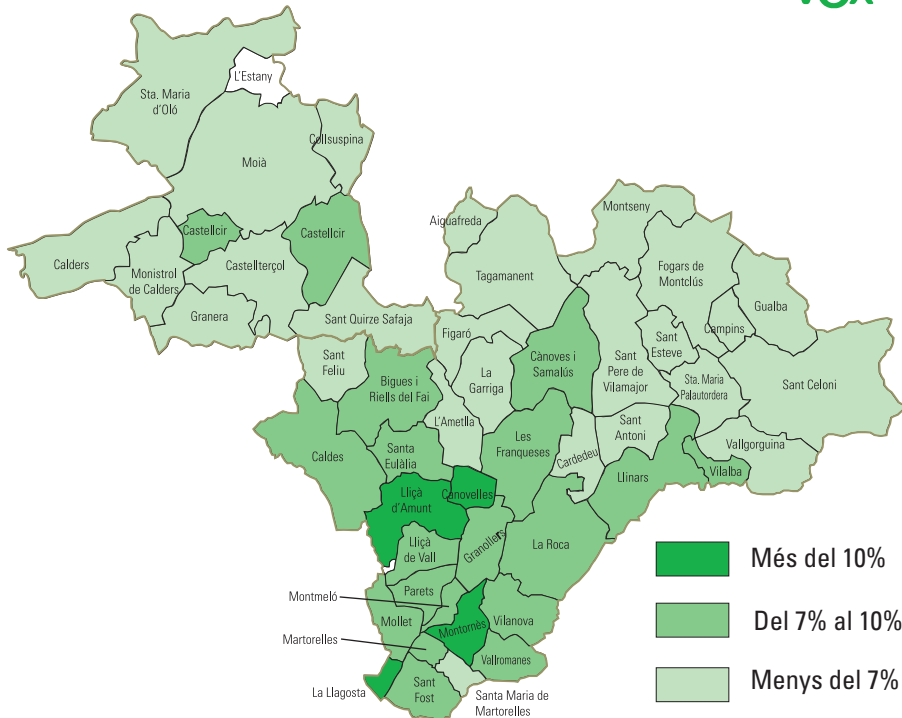 VOX
L'Estany
Sta. Maria
d'Oló
Collsuspina
Moià
Castellcir
Castellcir
Calders
Monistrol
de Calders
Castellterçol
Granera
Sant Quirze Safaja
Aiguafreda
Montseny
Tagamanent
Fogars de
Montclús
Gualba
Campins
Figaró
Sant
Feliu
Bigues i
Riells del Fai
La
Garriga
Cànoves i
Samalús
Sant
Pere de
Vilamajor
Sant
Esteve
Sta. Maria
Palautordera
Sant Celoni
L'Ametlla
Les
Franqueses
Cardedeu
Sant
Antoni
Vallgorguina
Caldes
Santa
Eulàlia
Llinars
Vilalba
Lliçà
d'Amunt
Canovelles
Lliçà
de Vall
Granollers
La Roca
Més del 10%
Montmeló
Parets
Mollet
Vilanova
Del 7% al 10%
Martorelles
Montornès
Vallromanes
La Llagosta
Sant
Fost
Santa Maria de
Martorelles
Menys del 7%